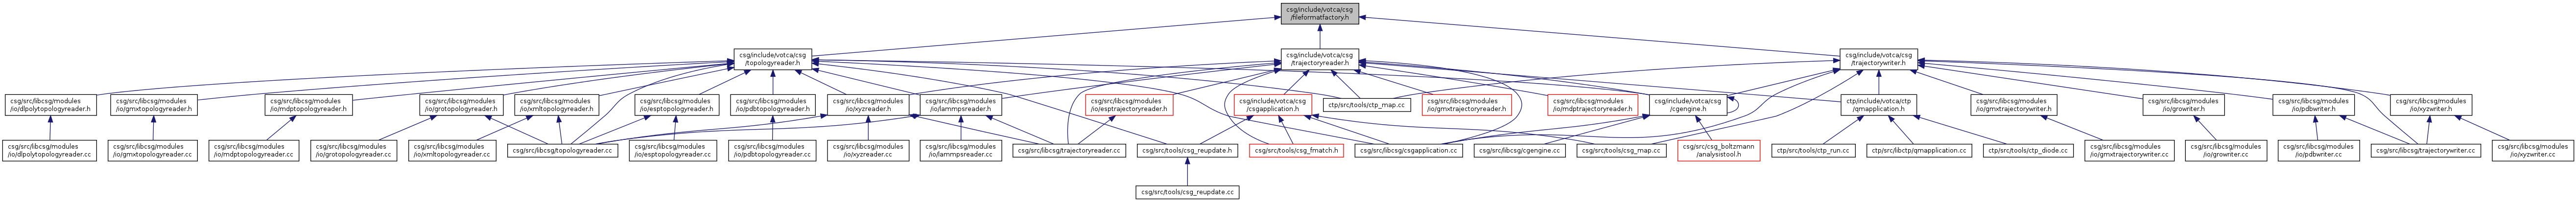 csg/include/votca/csg
/fileformatfactory.h
csg/include/votca/csg
/topologyreader.h
csg/include/votca/csg
/trajectoryreader.h
csg/include/votca/csg
/trajectorywriter.h
csg/src/libcsg/modules
/io/dlpolytopologyreader.h
csg/src/libcsg/modules
/io/gmxtopologyreader.h
csg/src/libcsg/modules
/io/mdptopologyreader.h
csg/src/libcsg/modules
/io/grotopologyreader.h
csg/src/libcsg/modules
/io/xmltopologyreader.h
csg/src/libcsg/modules
/io/esptopologyreader.h
csg/src/libcsg/modules
/io/pdbtopologyreader.h
csg/src/libcsg/modules
/io/xyzreader.h
csg/src/libcsg/modules
/io/lammpsreader.h
csg/src/libcsg/modules
/io/esptrajectoryreader.h
csg/include/votca/csg
/csgapplication.h
ctp/src/tools/ctp_map.cc
csg/src/libcsg/modules
/io/gmxtrajectoryreader.h
csg/src/libcsg/modules
/io/mdptrajectoryreader.h
csg/include/votca/csg
/cgengine.h
ctp/include/votca/ctp
/qmapplication.h
csg/src/libcsg/modules
/io/gmxtrajectorywriter.h
csg/src/libcsg/modules
/io/growriter.h
csg/src/libcsg/modules
/io/pdbwriter.h
csg/src/libcsg/modules
/io/xyzwriter.h
csg/src/libcsg/modules
/io/dlpolytopologyreader.cc
csg/src/libcsg/modules
/io/gmxtopologyreader.cc
csg/src/libcsg/modules
/io/mdptopologyreader.cc
csg/src/libcsg/modules
/io/grotopologyreader.cc
csg/src/libcsg/modules
/io/xmltopologyreader.cc
csg/src/libcsg/topologyreader.cc
csg/src/libcsg/modules
/io/esptopologyreader.cc
csg/src/libcsg/modules
/io/pdbtopologyreader.cc
csg/src/libcsg/modules
/io/xyzreader.cc
csg/src/libcsg/modules
/io/lammpsreader.cc
csg/src/libcsg/trajectoryreader.cc
csg/src/tools/csg_reupdate.h
csg/src/tools/csg_fmatch.h
csg/src/libcsg/csgapplication.cc
csg/src/libcsg/cgengine.cc
csg/src/tools/csg_map.cc
csg/src/csg_boltzmann
/analysistool.h
ctp/src/tools/ctp_run.cc
ctp/src/libctp/qmapplication.cc
ctp/src/tools/ctp_diode.cc
csg/src/libcsg/modules
/io/gmxtrajectorywriter.cc
csg/src/libcsg/modules
/io/growriter.cc
csg/src/libcsg/modules
/io/pdbwriter.cc
csg/src/libcsg/trajectorywriter.cc
csg/src/libcsg/modules
/io/xyzwriter.cc
csg/src/tools/csg_reupdate.cc